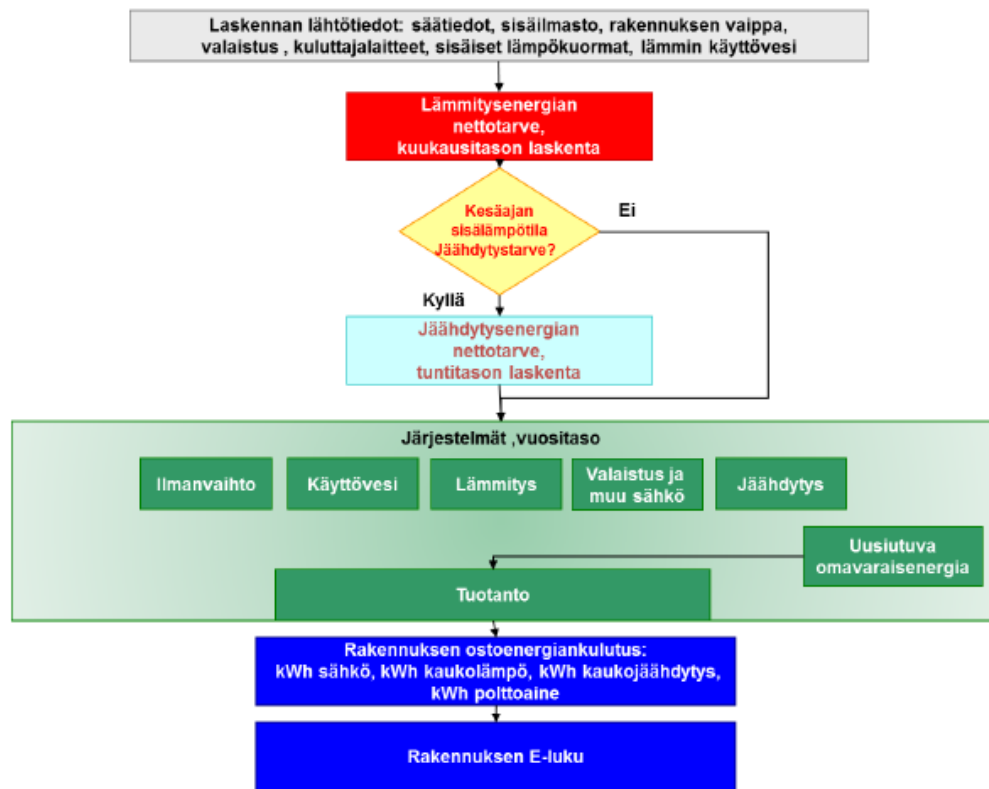 Laskennan lähtötiedot: säätiedot, sisäilmasto, rakennuksen vaippa,
valaistus , kuluttajalaitteet, sisäiset lämpökuormat, lämmin käyttövesi
Lämmitysenergian
nettotarve,
kuukausitason laskenta
Kesäajan
sisälämpötila
Jäähdytystarve?
Ei
Kyllä
Jäähdytysenergian
nettotarve,
tuntitason laskenta
Järjestelmät ,vuositaso
Ilmanvaihto
Käyttövesi
Lämmitys
Valaistus ja
muu sähkö
Jäähdytys
Uusiutuva
omavaraisenergia
Tuotanto
Rakennuksen ostoenergiankulutus:
kWh sähkö, kWh kaukolämpö, kWh kaukojäähdytys,
kWh polttoaine
Rakennuksen E-luku